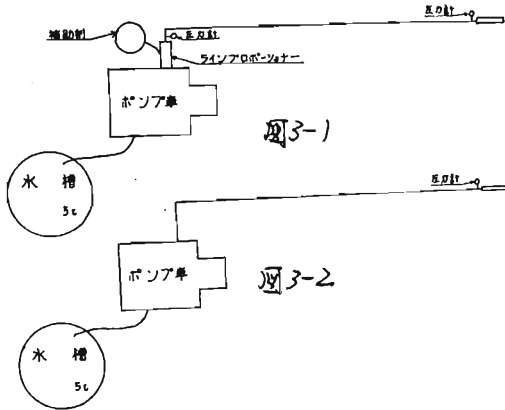 補助剤
圧力計
圧力計
ラインプロポーショナー
ポンプ車
図3-1
水 槽
5t
圧力計
ポンプ車
図3-2
水 槽
5t